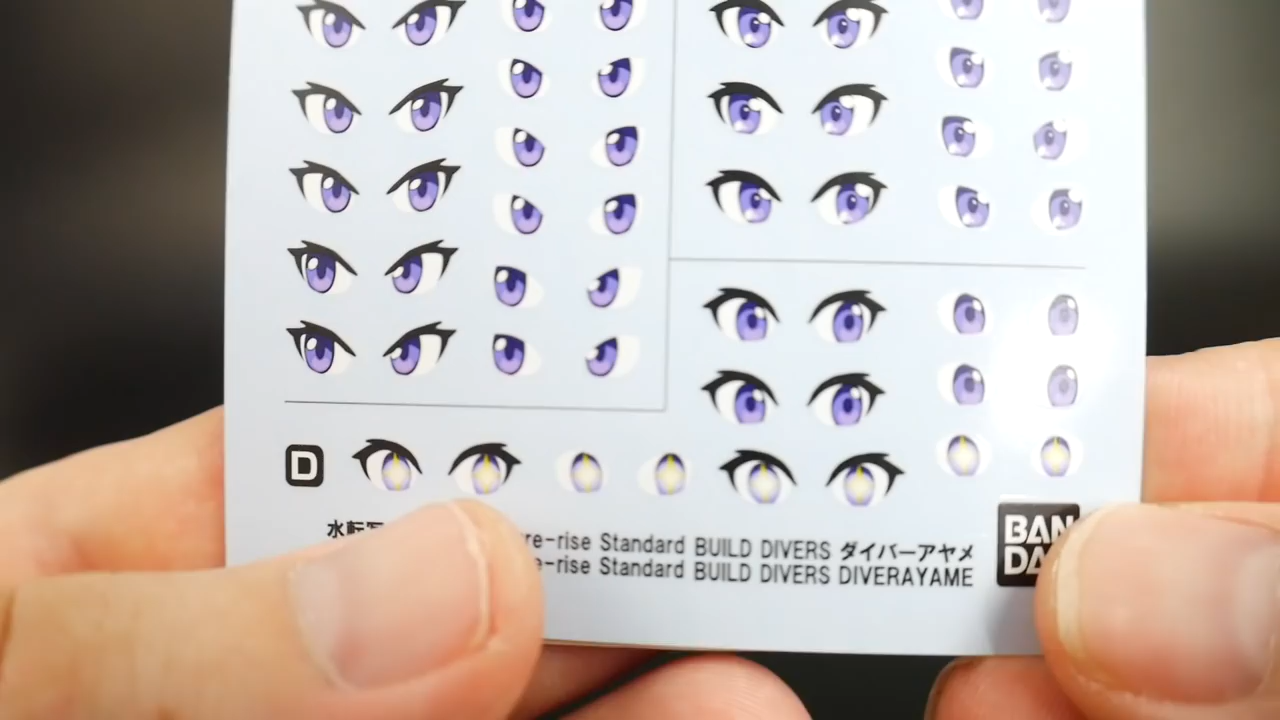 D
水転写
re-rise Standard BUILD DIVERS ダイバーアヤメ
e-rise Standard BUILD DIVERS DIVERAYAME
BAN
DA